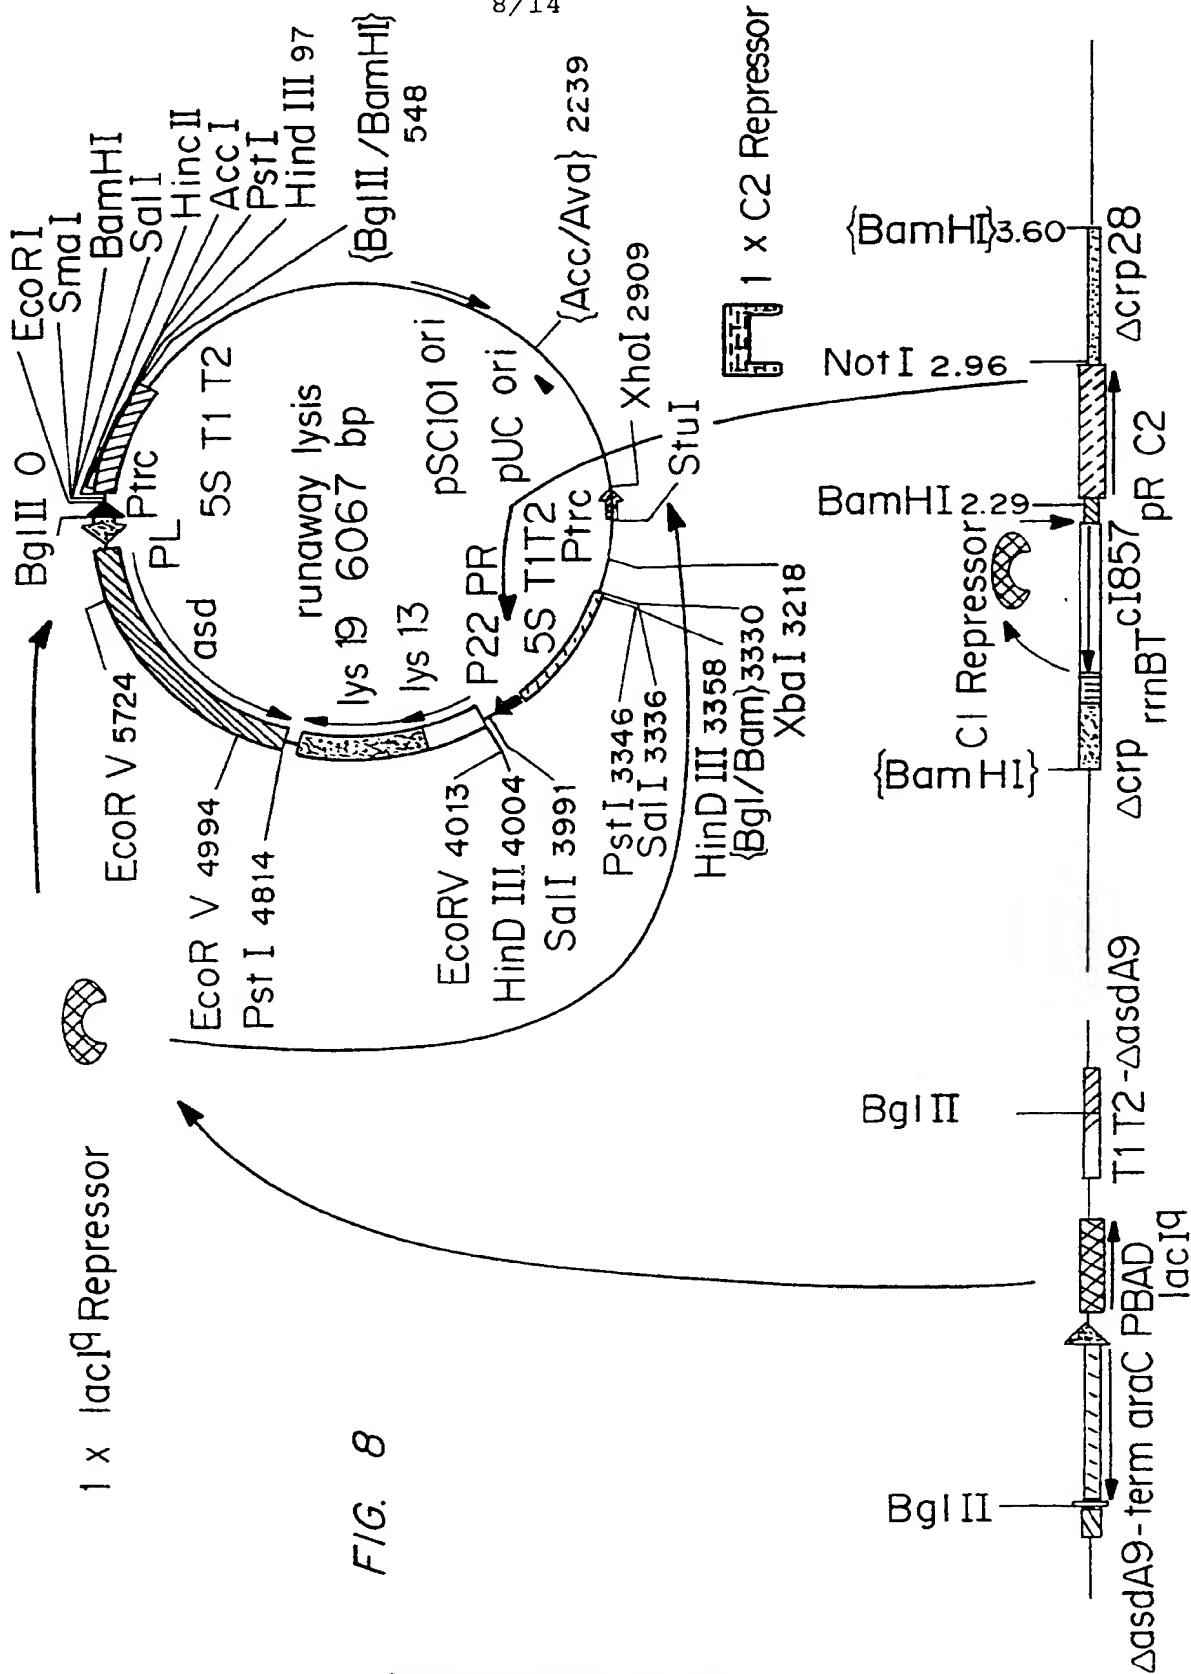 8/14
1 x lacIq Repressor
FIG. 8
BglII O
EcoRI
SmaI
BamHI
SalI
HincII
AccI
PstI
Hind III 97
{BglII/BamHI}
548
{Acc/Ava} 2239
XhoI 2909
StuI
XbaI 3218
{Bgl/Bam}3330
HinD III 3358
SalI 3336
PstI 3346
SalI 3991
HinD III 4004
EcoRV 4013
Pst I 4814
EcoR V 4994
EcoR V 5724
Ptrc
PL
5S T1 T2
asd
runaway lysis
lys 19 6067 bp
lys 13
pSC101 ori
pUC ori
P22 PR
5S T1T2
Ptrc
1 x C2 Repressor
CI Repressor
BglII
BglII
{BamHI}
BamHI 2.29
NotI 2.96
{BamHI}3.60
ΔasdA9-term araC PBAD
lacIq
T1 T2-ΔasdA9
Δcrp
rrnBT
cI857
pR C2
Δcrp28